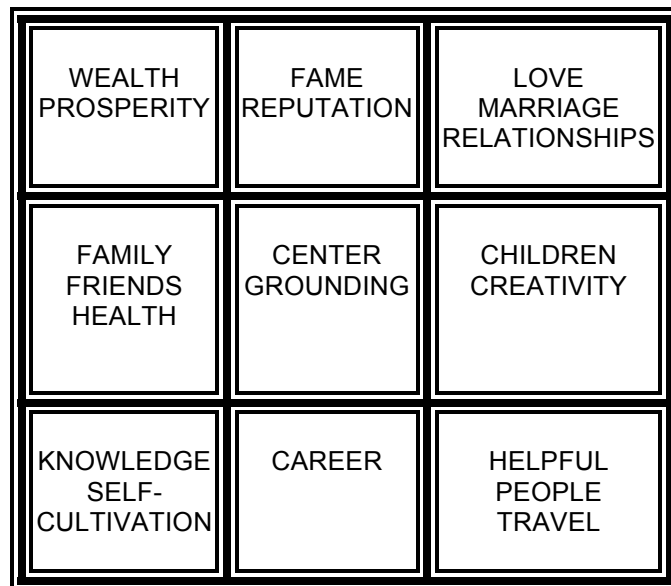 WEALTH
PROSPERITY
FAME
REPUTATION
LOVE
MARRIAGE
RELATIONSHIPS
FAMILY
FRIENDS
HEALTH
CENTER
GROUNDING
CHILDREN
CREATIVITY
KNOWLEDGE
SELF-
CULTIVATION
CAREER
HELPFUL
PEOPLE
TRAVEL